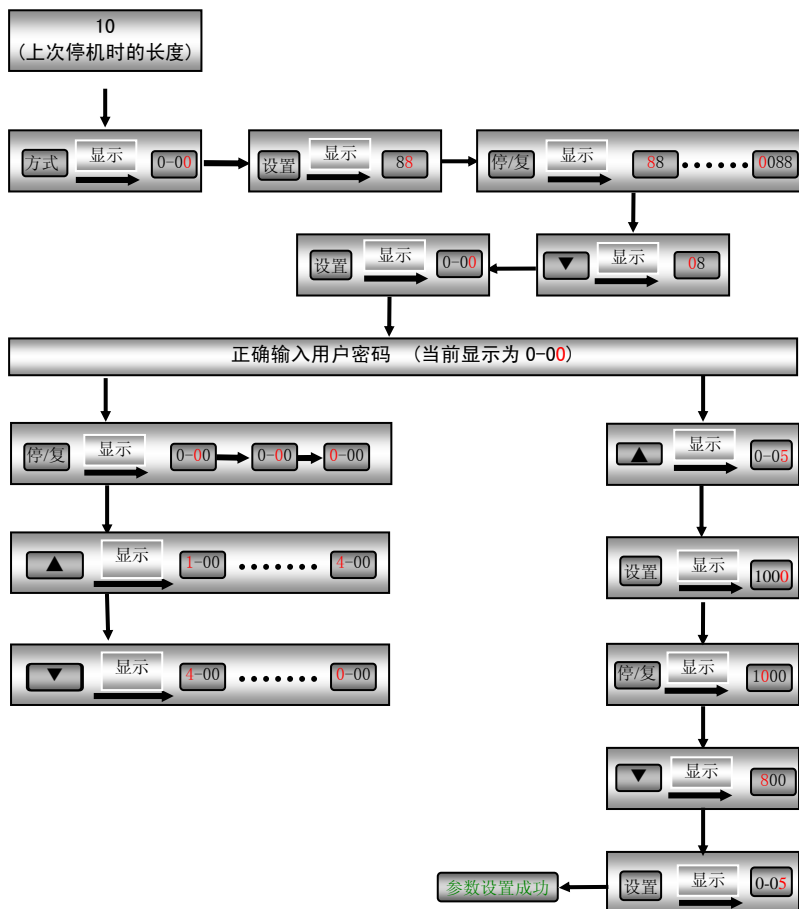 10
(上次停机时的长度)
方式 显示 0-00
设置 显示 88
停/复 显示 88 •••••• 0088
设置 显示 0-00
▼ 显示 08
正确输入用户密码 (当前显示为 0-00)
停/复 显示 0-00 0-00 0-00
▲ 显示 0-05
▲ 显示 1-00 ••••••• 4-00
设置 显示 1000
▼ 显示 4-00 ••••••• 0-00
停/复 显示 1000
▼ 显示 800
参数设置成功 设置 显示 0-05